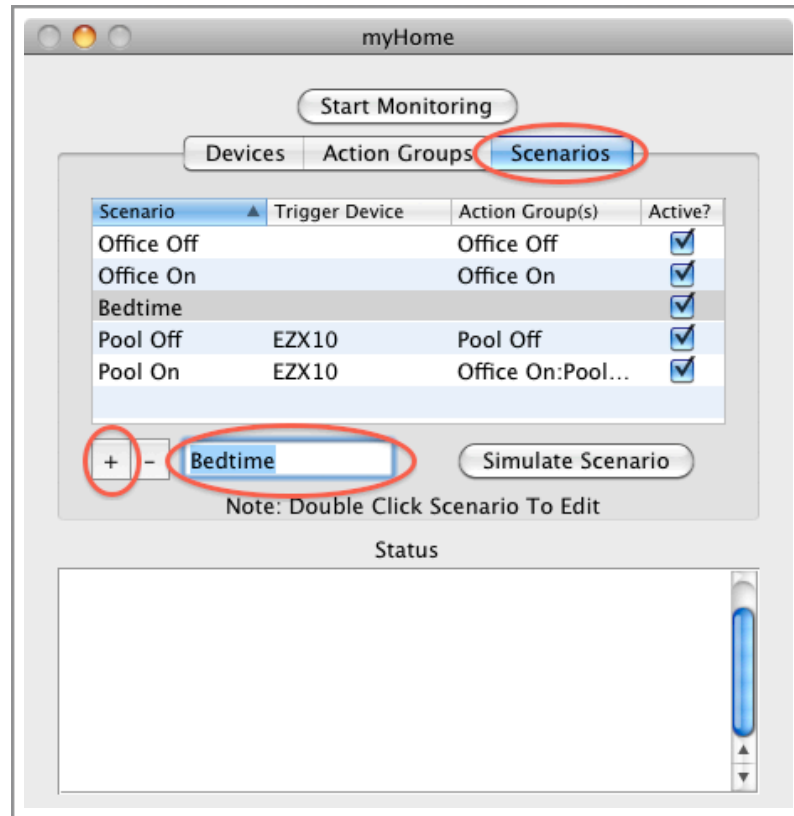 myHome
Start Monitoring
Devices Action Groups Scenarios
Scenario Trigger Device Action Group(s) Active?
Office Off Office Off
Office On Office On
Bedtime
Pool Off EZX10 Pool Off
Pool On EZX10 Office On:Pool...
+ - Bedtime Simulate Scenario
Note: Double Click Scenario To Edit
Status